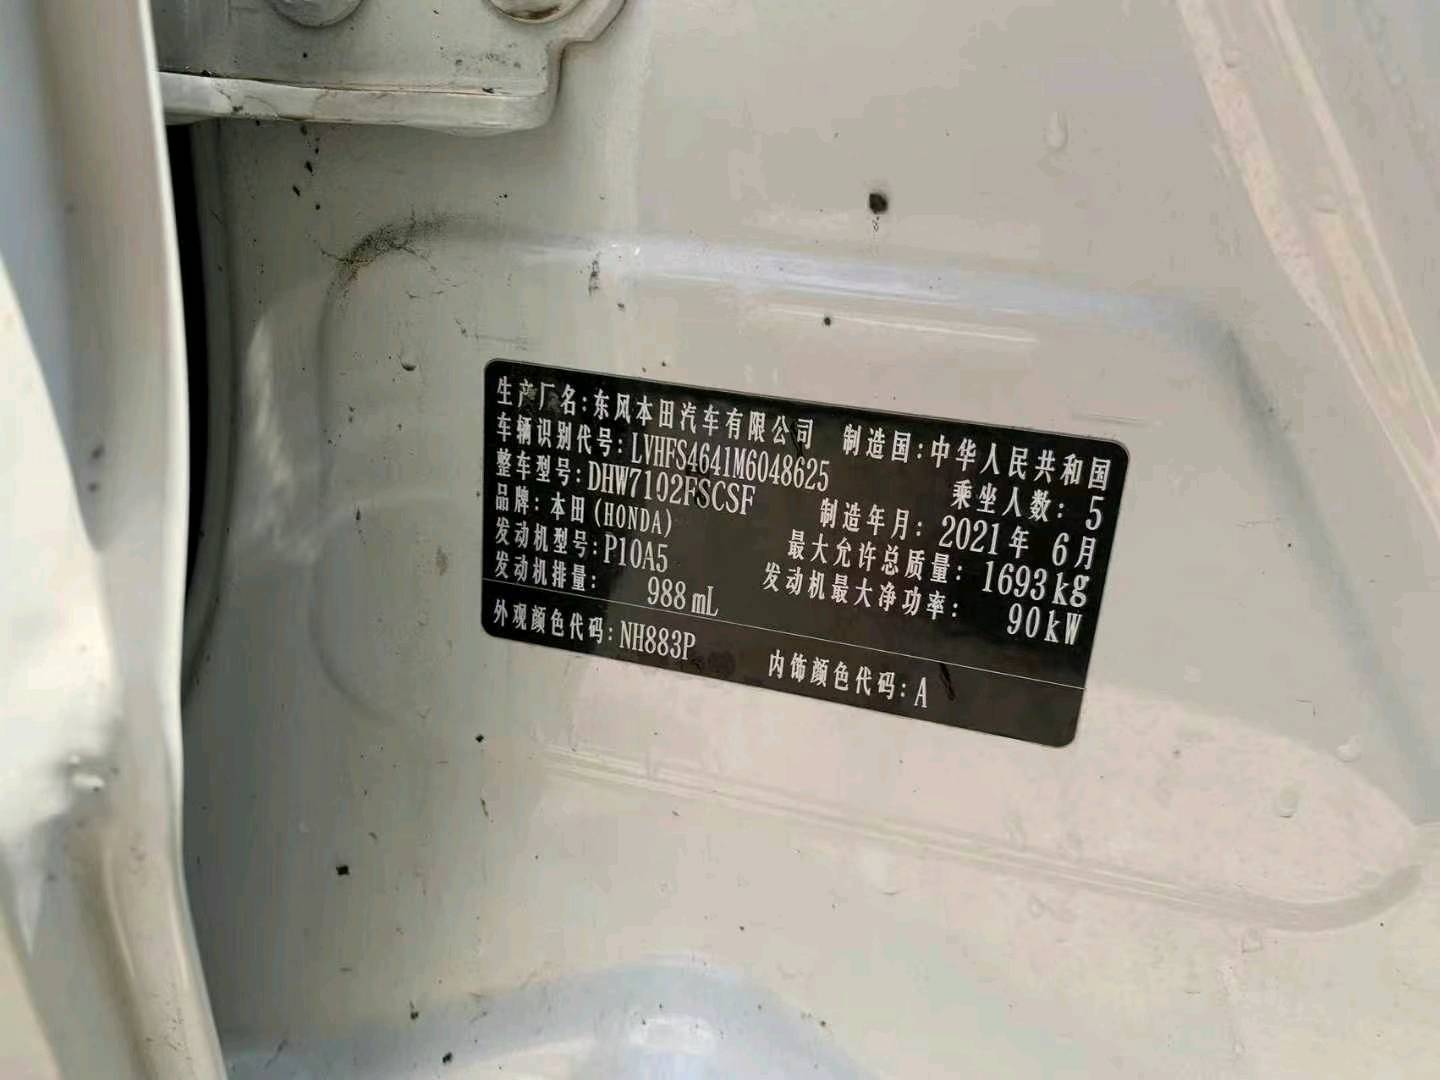 生产厂名:东风本田汽车有限公司 制造国:中华人民共和国
车辆识别代号:LVHFS4641M6048625 乘坐人数: 5
整车型号:DHW7102FSCSF 制造年月: 2021年 6月
品牌: 本田(HONDA) 最大允许总质量: 1693kg
发动机型号:P10A5 发动机最大净功率: 90kW
发动机排量: 988mL
外观颜色代码:NH883P 内饰颜色代码:A